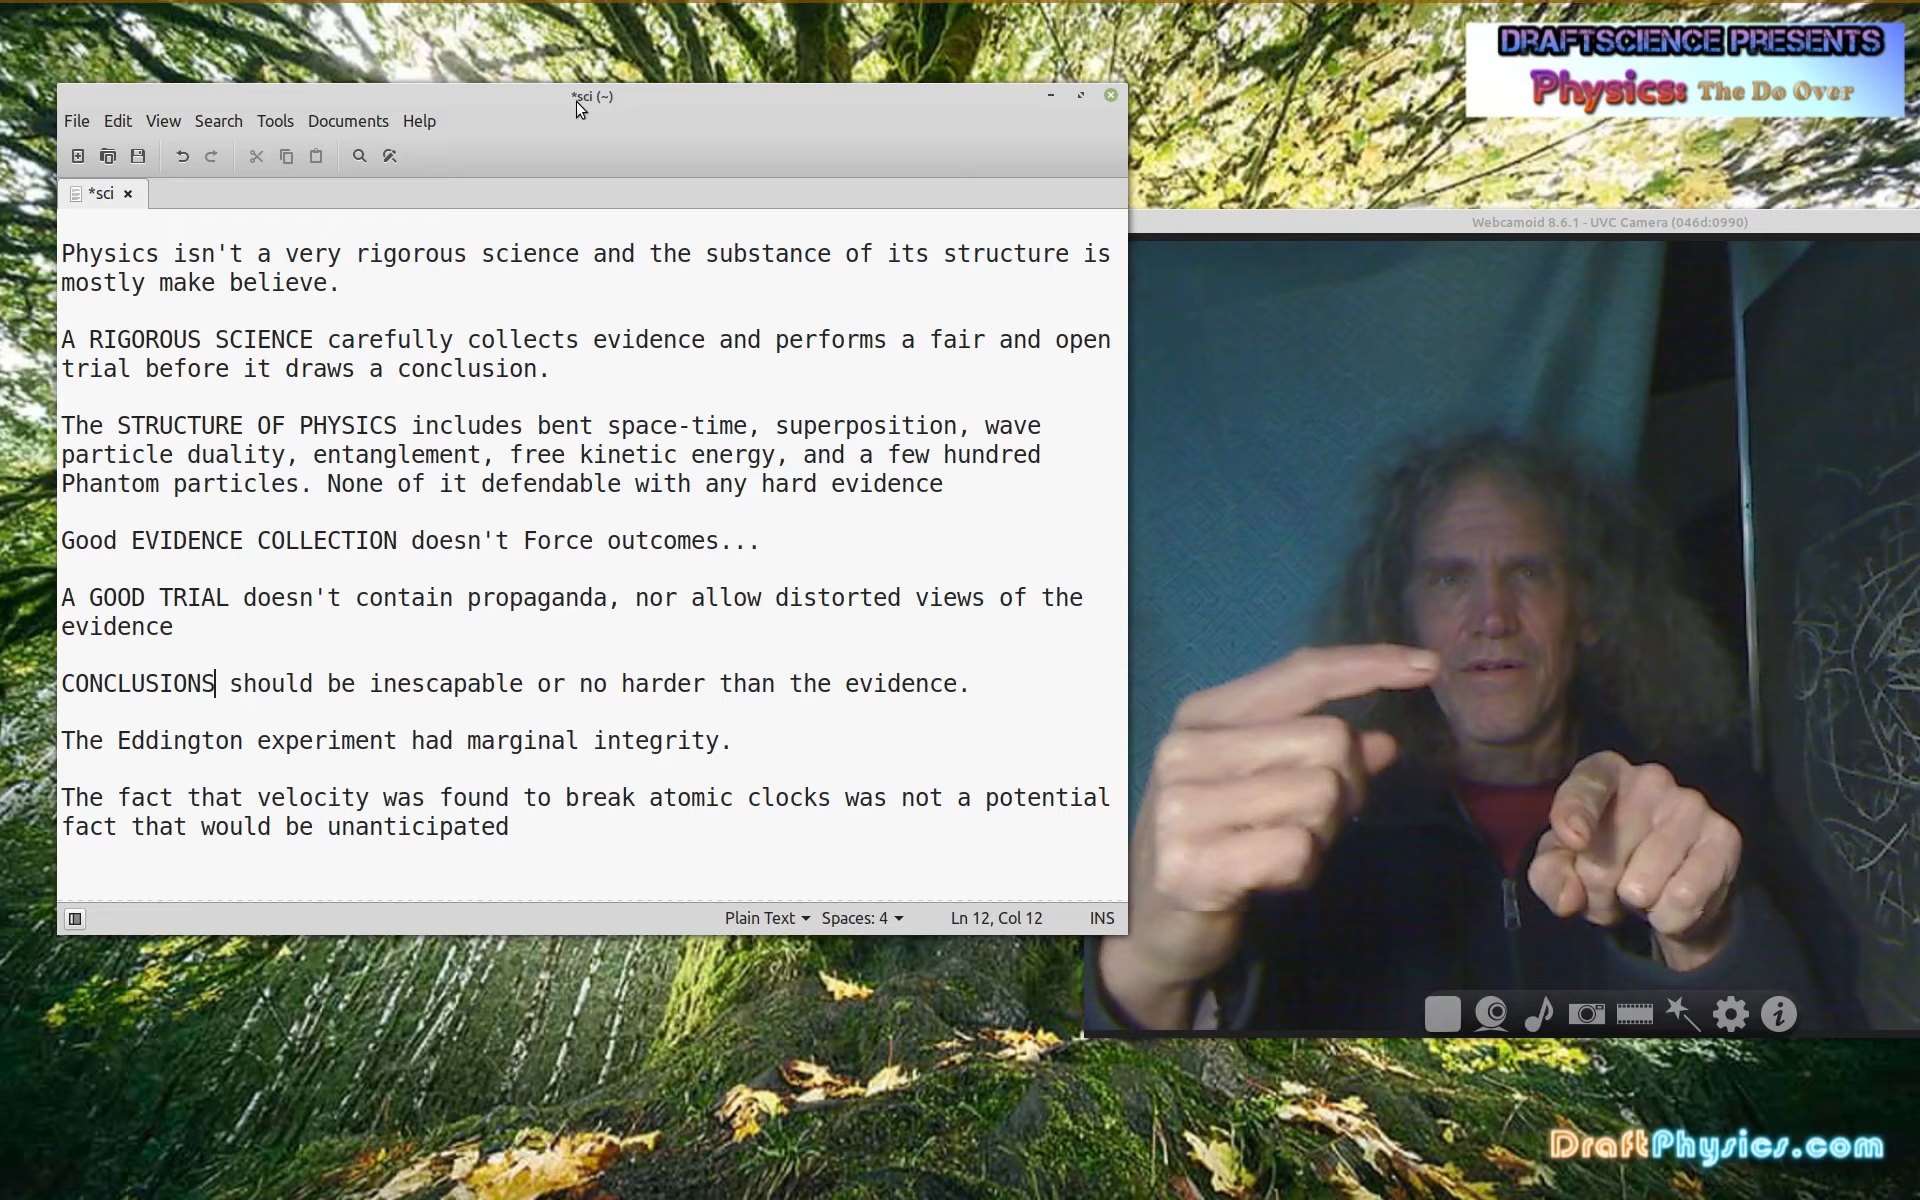 DRAFTSCIENCE PRESENTS
Physics: The Do Over
*sci (~)
File Edit View Search Tools Documents Help
*sci
Webcamoid 8.6.1 - UVC Camera (046d:0990)
Physics isn't a very rigorous science and the substance of its structure is
mostly make believe.
A RIGOROUS SCIENCE carefully collects evidence and performs a fair and open
trial before it draws a conclusion.
The STRUCTURE OF PHYSICS includes bent space-time, superposition, wave
particle duality, entanglement, free kinetic energy, and a few hundred
Phantom particles. None of it defendable with any hard evidence
Good EVIDENCE COLLECTION doesn't Force outcomes...
A GOOD TRIAL doesn't contain propaganda, nor allow distorted views of the
evidence
CONCLUSIONS should be inescapable or no harder than the evidence.
The Eddington experiment had marginal integrity.
The fact that velocity was found to break atomic clocks was not a potential
fact that would be unanticipated
Plain Text Spaces: 4 Ln 12, Col 12 INS
DraftPhysics.com